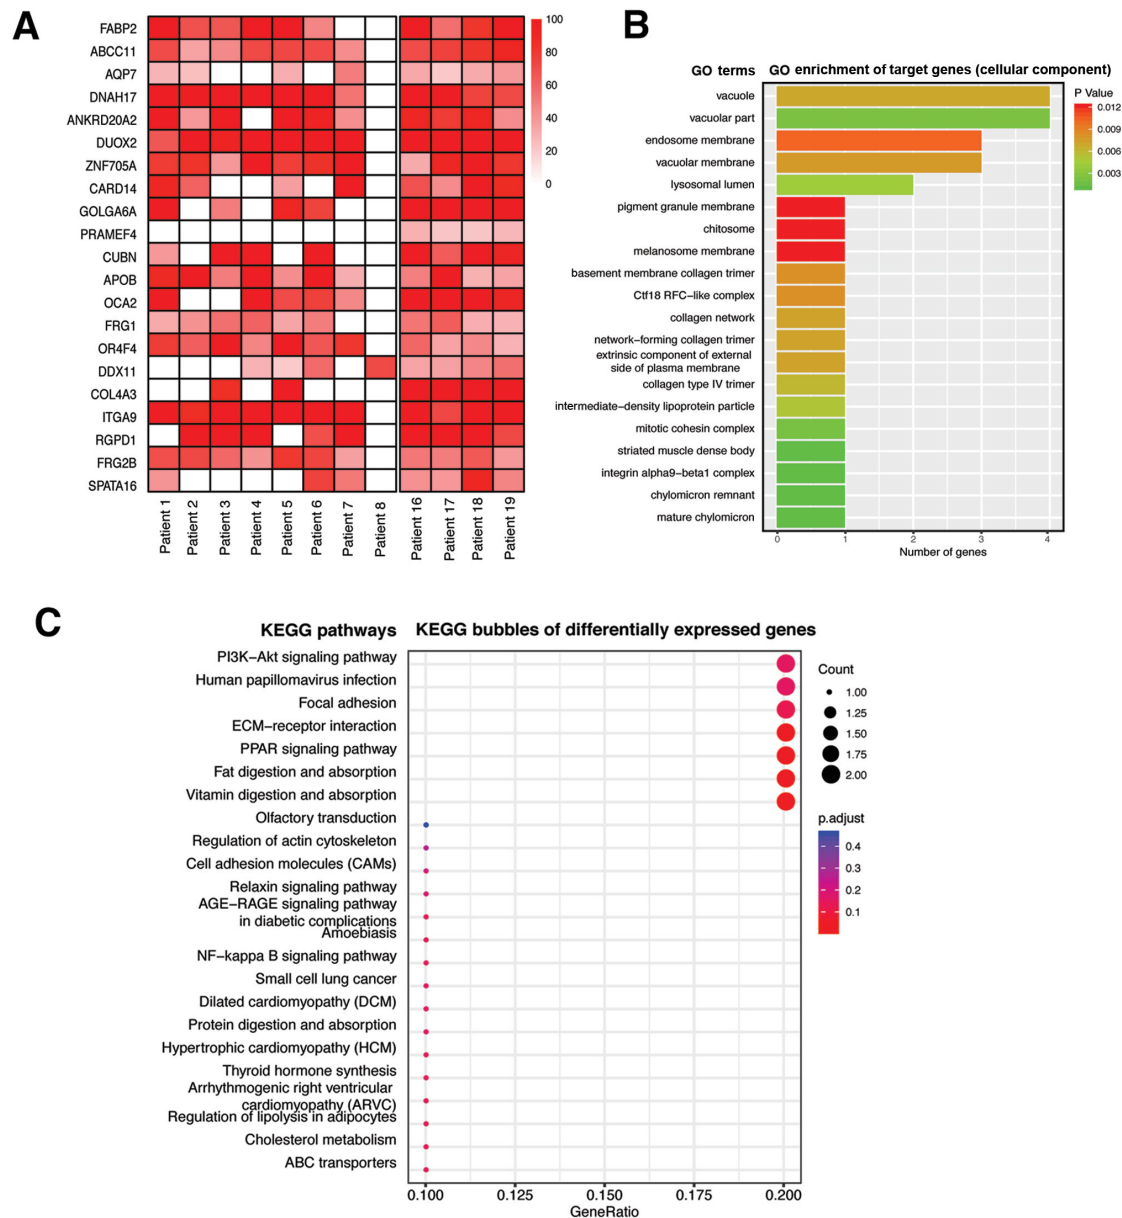 A
FABP2
ABCC11
AQP7
DNAH17
ANKRD20A2
DUOX2
ZNF705A
CARD14
GOLGA6A
PRAMEF4
CUBN
APOB
OCA2
FRG1
OR4F4
DDX11
COL4A3
ITGA9
RGPD1
FRG2B
SPATA16
Patient 1
Patient 2
Patient 3
Patient 4
Patient 5
Patient 6
Patient 7
Patient 8
Patient 16
Patient 17
Patient 18
Patient 19
100
80
60
40
20
0
B
GO terms
GO enrichment of target genes (cellular component)
vacuole
vacuolar part
endosome membrane
vacuolar membrane
lysosomal lumen
pigment granule membrane
chitosome
melanosome membrane
basement membrane collagen trimer
Ctf18 RFC−like complex
collagen network
network−forming collagen trimer
extrinsic component of external
side of plasma membrane
collagen type IV trimer
intermediate−density lipoprotein particle
mitotic cohesin complex
striated muscle dense body
integrin alpha9−beta1 complex
chylomicron remnant
mature chylomicron
0 1 2 3 4
Number of genes
P Value
0.012
0.009
0.006
0.003
C
KEGG pathways
KEGG bubbles of differentially expressed genes
PI3K−Akt signaling pathway
Human papillomavirus infection
Focal adhesion
ECM−receptor interaction
PPAR signaling pathway
Fat digestion and absorption
Vitamin digestion and absorption
Olfactory transduction
Regulation of actin cytoskeleton
Cell adhesion molecules (CAMs)
Relaxin signaling pathway
AGE−RAGE signaling pathway
in diabetic complications
Amoebiasis
NF−kappa B signaling pathway
Small cell lung cancer
Dilated cardiomyopathy (DCM)
Protein digestion and absorption
Hypertrophic cardiomyopathy (HCM)
Thyroid hormone synthesis
Arrhythmogenic right ventricular
cardiomyopathy (ARVC)
Regulation of lipolysis in adipocytes
Cholesterol metabolism
ABC transporters
0.100 0.125 0.150 0.175 0.200
GeneRatio
Count
1.00
1.25
1.50
1.75
2.00
p.adjust
0.4
0.3
0.2
0.1